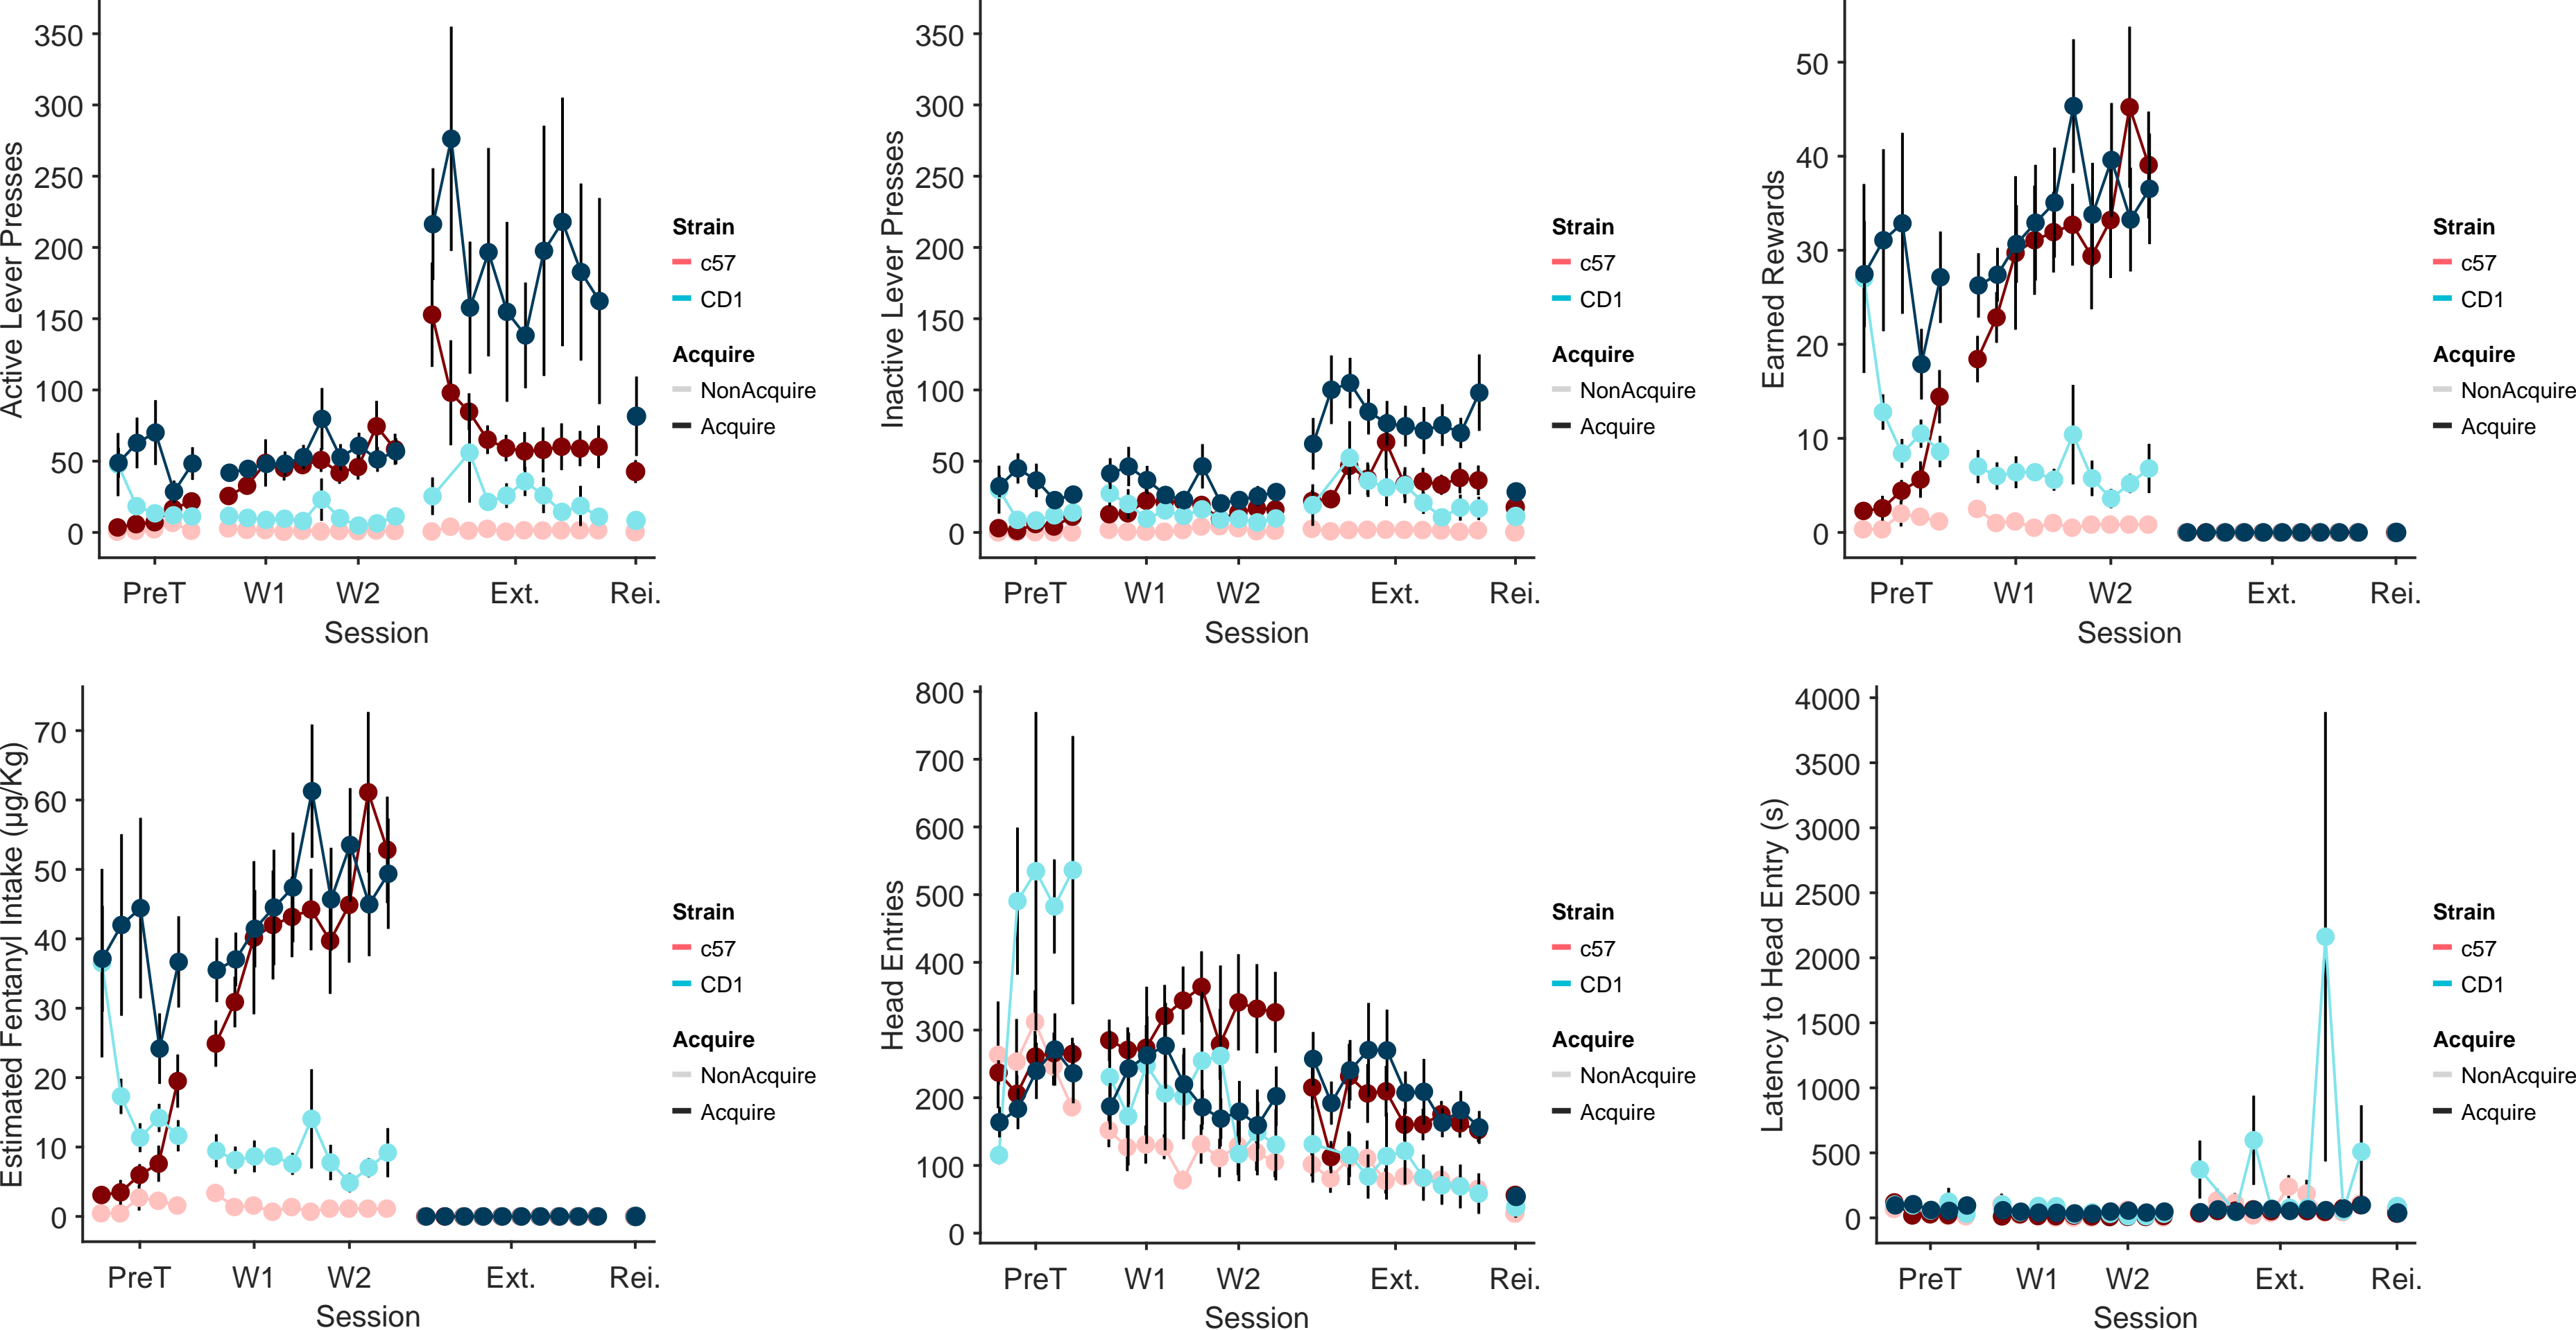 Active Lever Presses
350
300
250
200
150
100
50
0
PreT W1 W2 Ext. Rei.
Session
Strain
c57
CD1
Acquire
NonAcquire
Acquire
Inactive Lever Presses
350
300
250
200
150
100
50
0
PreT W1 W2 Ext. Rei.
Session
Strain
c57
CD1
Acquire
NonAcquire
Acquire
Earned Rewards
50
40
30
20
10
0
PreT W1 W2 Ext. Rei.
Session
Strain
c57
CD1
Acquire
NonAcquire
Acquire
Estimated Fentanyl Intake (µg/Kg)
70
60
50
40
30
20
10
0
PreT W1 W2 Ext. Rei.
Session
Strain
c57
CD1
Acquire
NonAcquire
Acquire
Head Entries
800
700
600
500
400
300
200
100
0
PreT W1 W2 Ext. Rei.
Session
Strain
c57
CD1
Acquire
NonAcquire
Acquire
Latency to Head Entry (s)
4000
3500
3000
2500
2000
1500
1000
500
0
PreT W1 W2 Ext. Rei.
Session
Strain
c57
CD1
Acquire
NonAcquire
Acquire